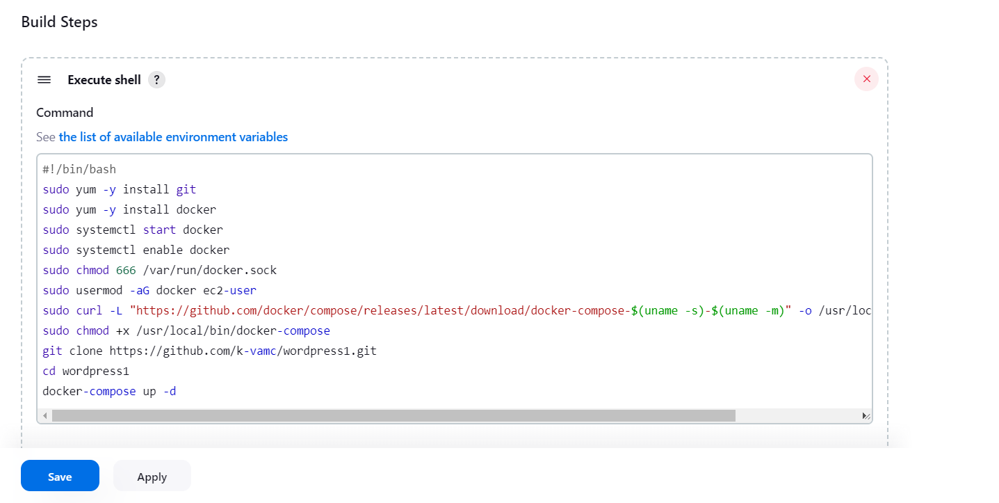 Build Steps
Execute shell ?
Command
See the list of available environment variables
#!/bin/bash
sudo yum -y install git
sudo yum -y install docker
sudo systemctl start docker
sudo systemctl enable docker
sudo chmod 666 /var/run/docker.sock
sudo usermod -aG docker ec2-user
sudo curl -L "https://github.com/docker/compose/releases/latest/download/docker-compose-$(uname -s)-$(uname -m)" -o /usr/loc
sudo chmod +x /usr/local/bin/docker-compose
git clone https://github.com/k-vamc/wordpress1.git
cd wordpress1
docker-compose up -d
Save Apply